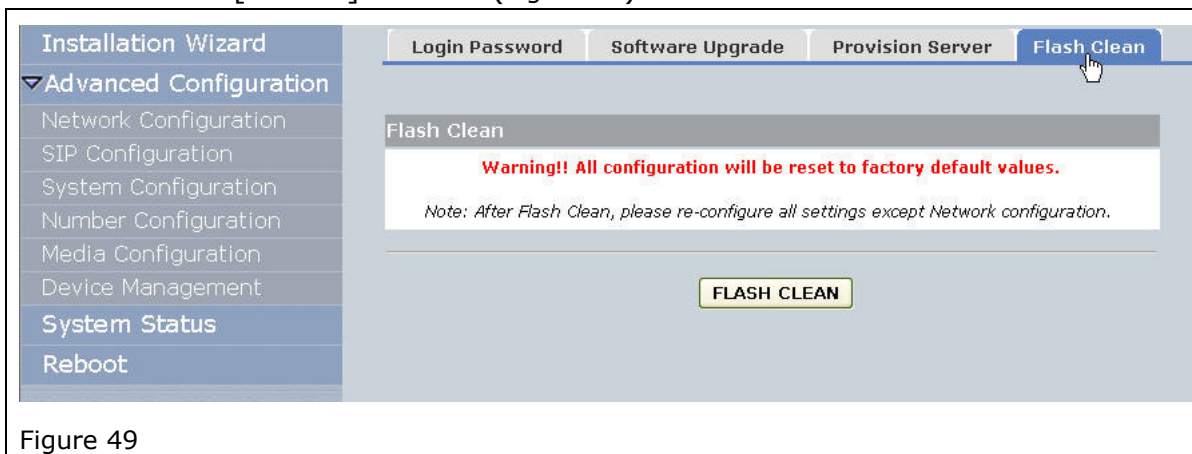 Installation Wizard
Advanced Configuration
Network Configuration
SIP Configuration
System Configuration
Number Configuration
Media Configuration
Device Management
System Status
Reboot
Login Password
Software Upgrade
Provision Server
Flash Clean
Flash Clean
Warning!! All configuration will be reset to factory default values.
Note: After Flash Clean, please re-configure all settings except Network configuration.
FLASH CLEAN
Figure 49